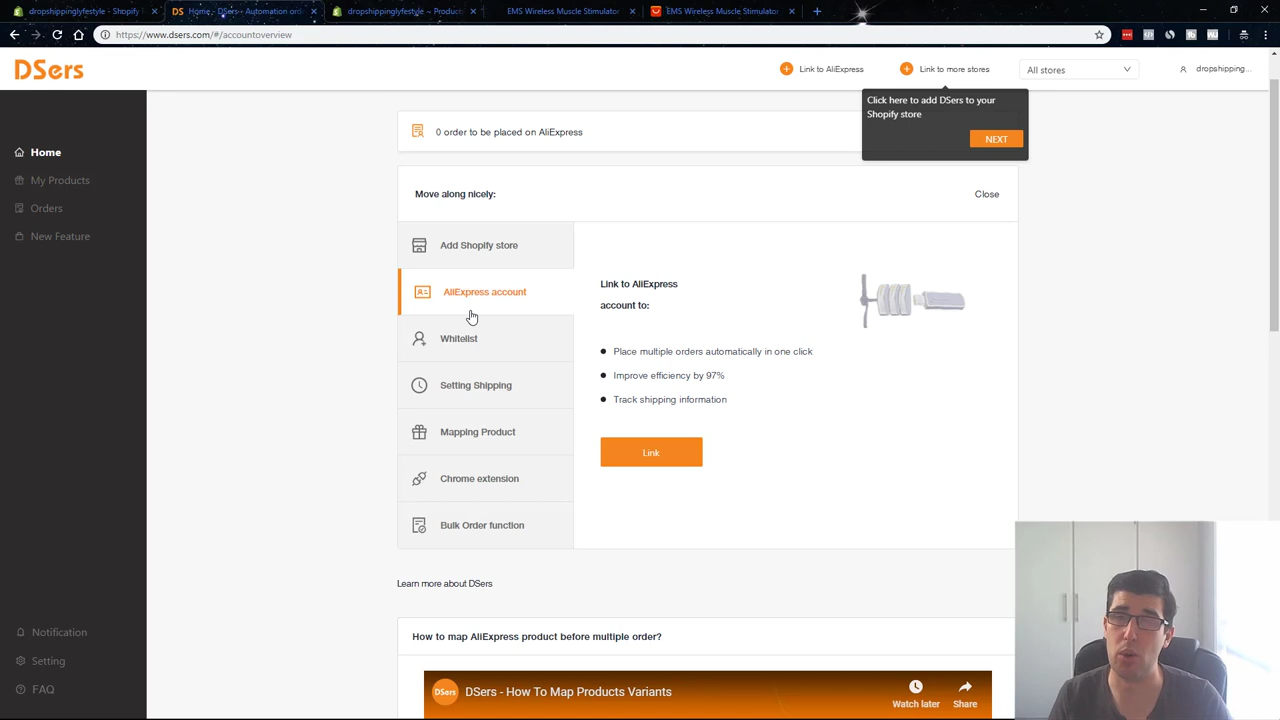 dropshippinglyfestyle - Shopify
Home - DSers - Automation ord
dropshippinglyfestyle ~ Product
EMS Wireless Muscle Stimulator
EMS Wireless Muscle Stimulator
https://www.dsers.com/#/accountoverview
DSers
Link to AliExpress
Link to more stores
All stores
dropshipping...
Click here to add DSers to your
Shopify store
NEXT
Home
My Products
Orders
New Feature
Notification
Setting
FAQ
0 order to be placed on AliExpress
Move along nicely:
Close
Add Shopify store
AliExpress account
Whitelist
Setting Shipping
Mapping Product
Chrome extension
Bulk Order function
Link to AliExpress
account to:
Place multiple orders automatically in one click
Improve efficiency by 97%
Track shipping information
Link
Learn more about DSers
How to map AliExpress product before multiple order?
DSers
DSers - How To Map Products Variants
Watch later
Share